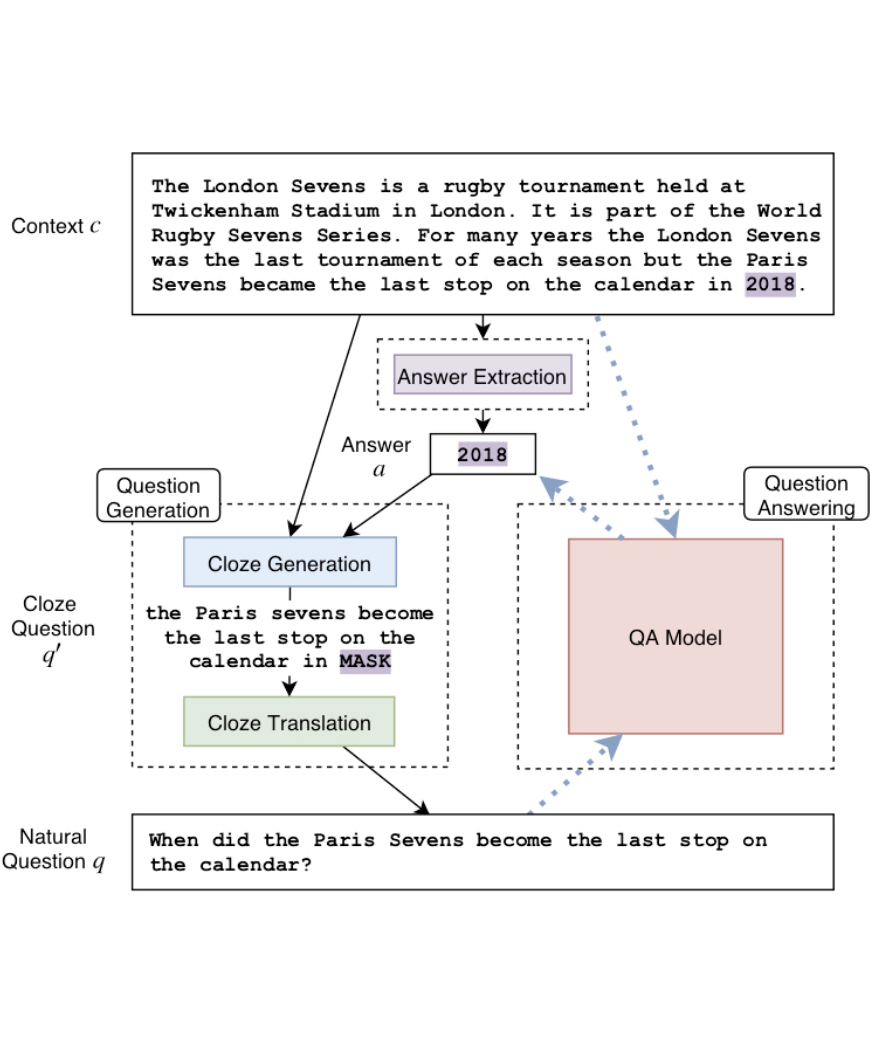 Context c
The London Sevens is a rugby tournament held at
Twickenham Stadium in London. It is part of the World
Rugby Sevens Series. For many years the London Sevens
was the last tournament of each season but the Paris
Sevens became the last stop on the calendar in 2018.
Answer Extraction
Answer
a
2018
Question
Generation
Question
Answering
Cloze Generation
Cloze
Question
q′
the Paris sevens become
the last stop on the
calendar in MASK
QA Model
Cloze Translation
Natural
Question q
When did the Paris Sevens become the last stop on
the calendar?